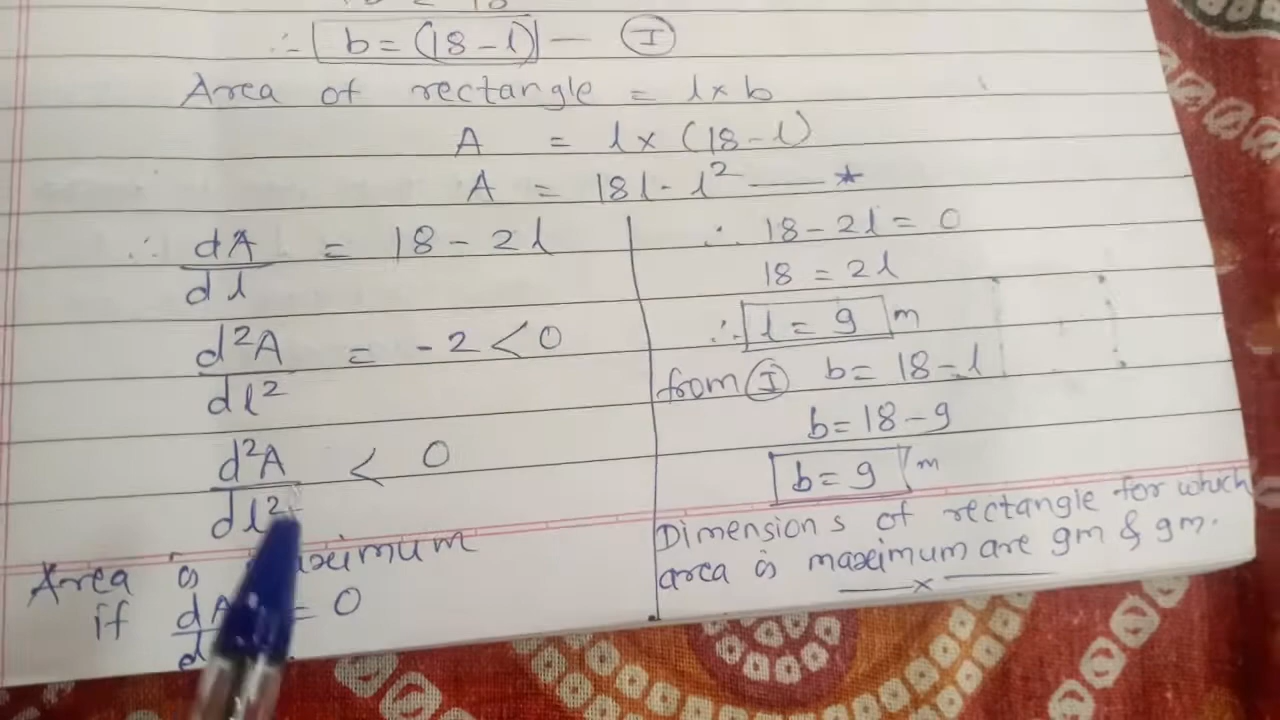 ∴ b = (18 - l) — I
Area of rectangle = l × b
A = l × (18 - l)
A = 18l - l² — *
∴ dA/dl = 18 - 2l
d²A/dl² = -2 < 0
d²A/dl² < 0
Area is maximum
if dA = 0
∴ 18 - 2l = 0
18 = 2l
∴ l = 9 m
from I b = 18 - l
b = 18 - 9
b = 9 m
Dimensions of rectangle for which
area is maximum are 9m & 9m.
×